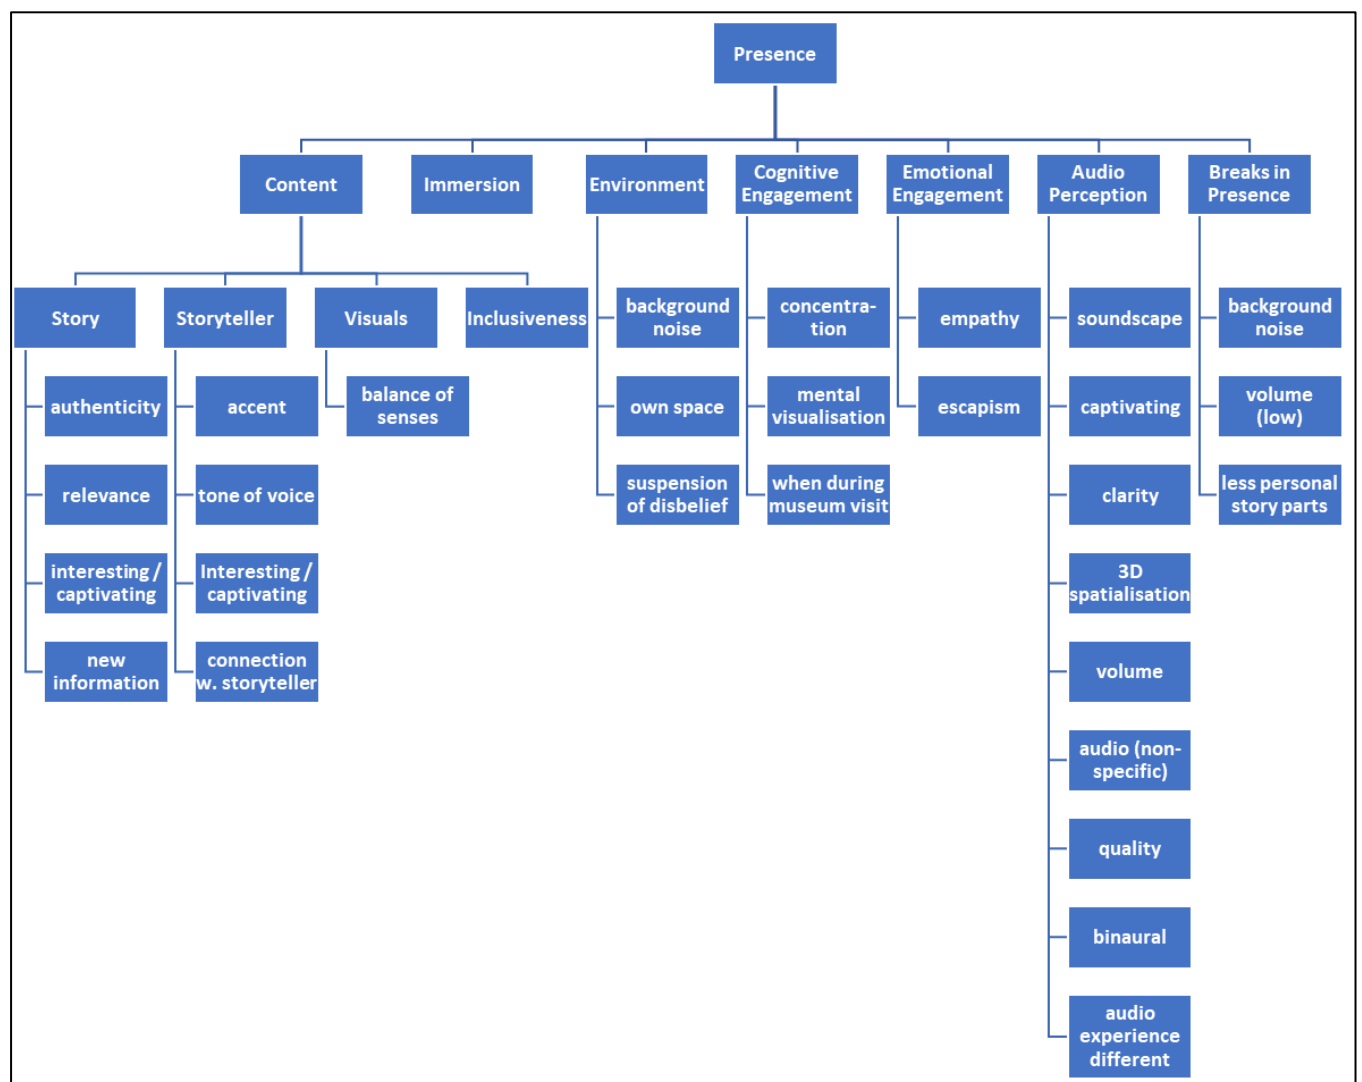 Presence
Content
Immersion
Environment
Cognitive
Engagement
Emotional
Engagement
Audio
Perception
Breaks in
Presence
Story
Storyteller
Visuals
Inclusiveness
background
noise
concentra-
tion
empathy
soundscape
background
noise
authenticity
accent
balance of
senses
own space
mental
visualisation
escapism
captivating
volume
(low)
relevance
tone of voice
suspension
of disbelief
when during
museum visit
clarity
less personal
story parts
interesting /
captivating
Interesting /
captivating
3D
spatialisation
new
information
connection
w. storyteller
volume
audio (non-
specific)
quality
binaural
audio
experience
different